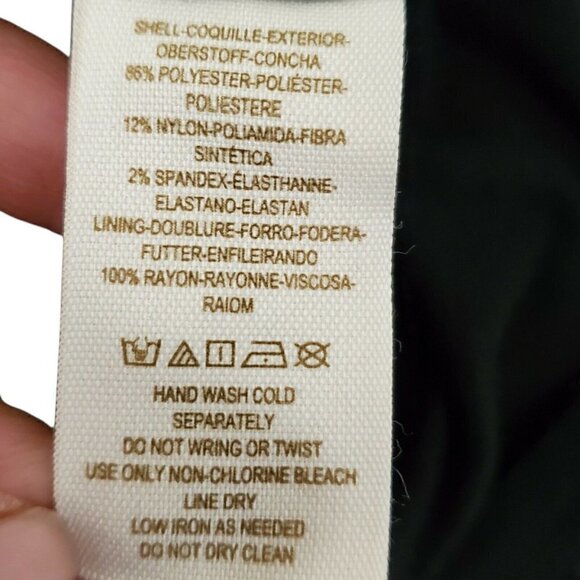 SHELL-COQUILLE-EXTERIOR-
OBERSTOFF-CONCHA
86% POLYESTER-POLIÉSTER-
POLIESTERE
12% NYLON-POLIAMIDA-FIBRA
SINTÉTICA
2% SPANDEX-ÉLASTHANNE-
ELASTANO-ELASTAN
LINING-DOUBLURE-FORRO-FODERA-
FUTTER-ENFILEIRANDO
100% RAYON-RAYONNE-VISCOSA-
RAIOM
HAND WASH COLD
SEPARATELY
DO NOT WRING OR TWIST
USE ONLY NON-CHLORINE BLEACH
LINE DRY
LOW IRON AS NEEDED
DO NOT DRY CLEAN